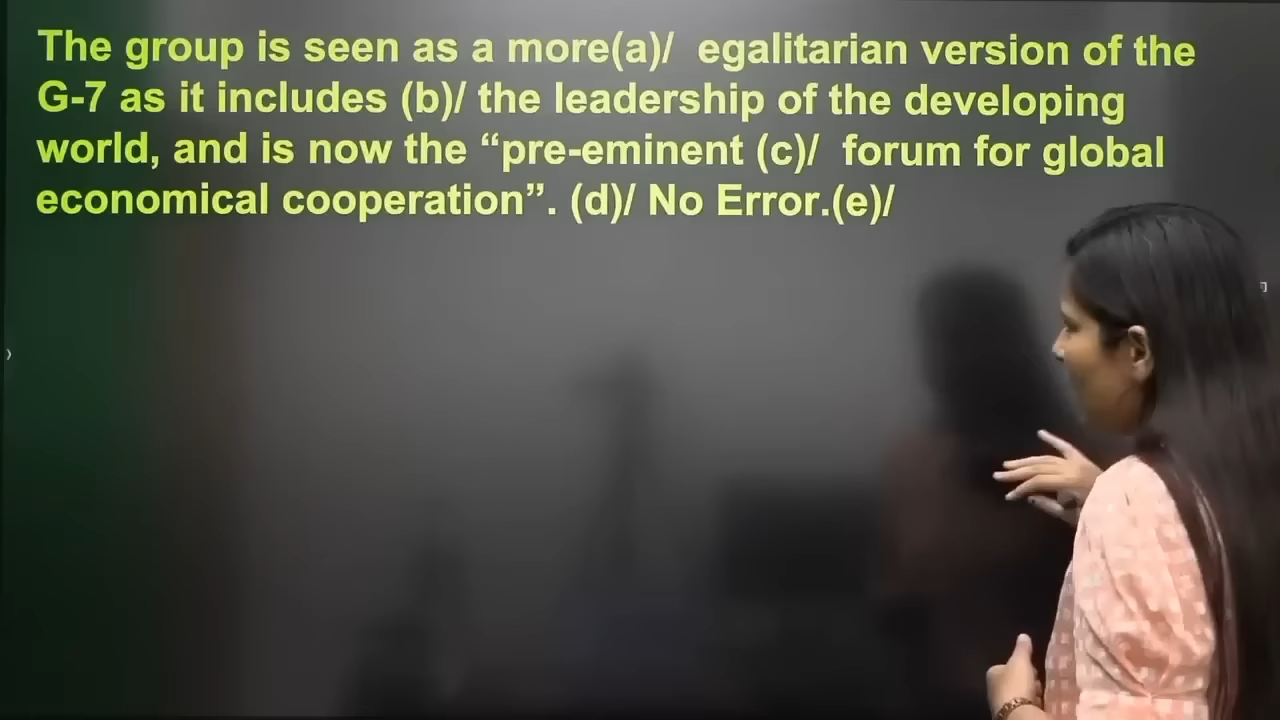 The group is seen as a more(a)/ egalitarian version of the
G-7 as it includes (b)/ the leadership of the developing
world, and is now the “pre-eminent (c)/ forum for global
economical cooperation”. (d)/ No Error.(e)/